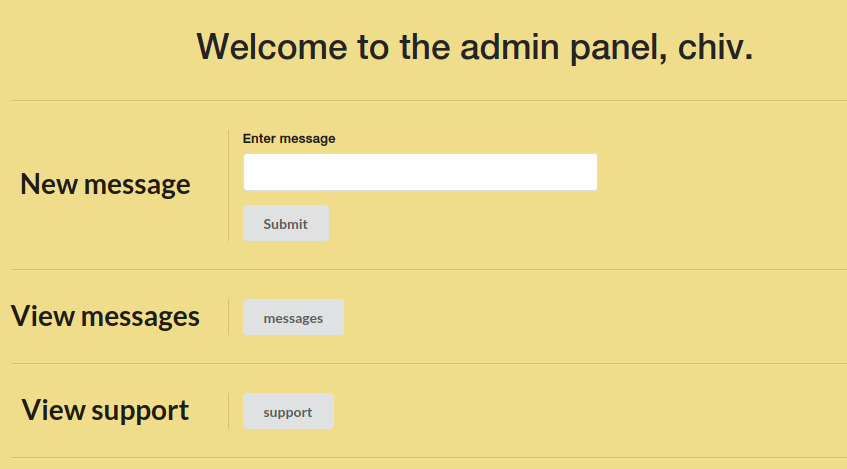 Welcome to the admin panel, chiv.
Enter message
New message
Submit
View messages
messages
View support
support